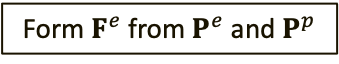 Form 𝐅ᵉ from 𝐏ᵉ and 𝐏ᵖ